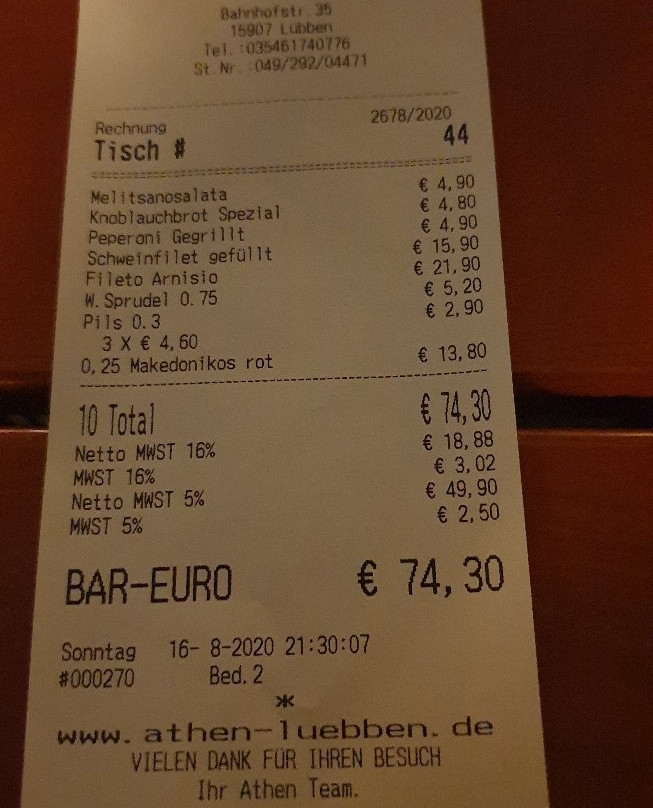 Bahnhofstr. 35
15907 Lübben
Tel.:035461740776
St Nr.:049/292/04471
Rechnung 2678/2020
Tisch # 44
Melitsanosalata € 4,90
Knoblauchbrot Spezial € 4,80
Peperoni Gegrillt € 4,90
Schweinfilet gefüllt € 15,90
Fileto Arnisio € 21,90
W.Sprudel 0.75 € 5,20
Pils 0.3 € 2,90
3 X € 4,60
0,25 Makedonikos rot € 13,80
10 Total € 74,30
Netto MWST 16% € 18,88
MWST 16% € 3,02
Netto MWST 5% € 49,90
MWST 5% € 2,50
BAR-EURO € 74,30
Sonntag 16- 8-2020 21:30:07
#000270 Bed.2
www.athen-luebben.de
VIELEN DANK FÜR IHREN BESUCH
Ihr Athen Team.